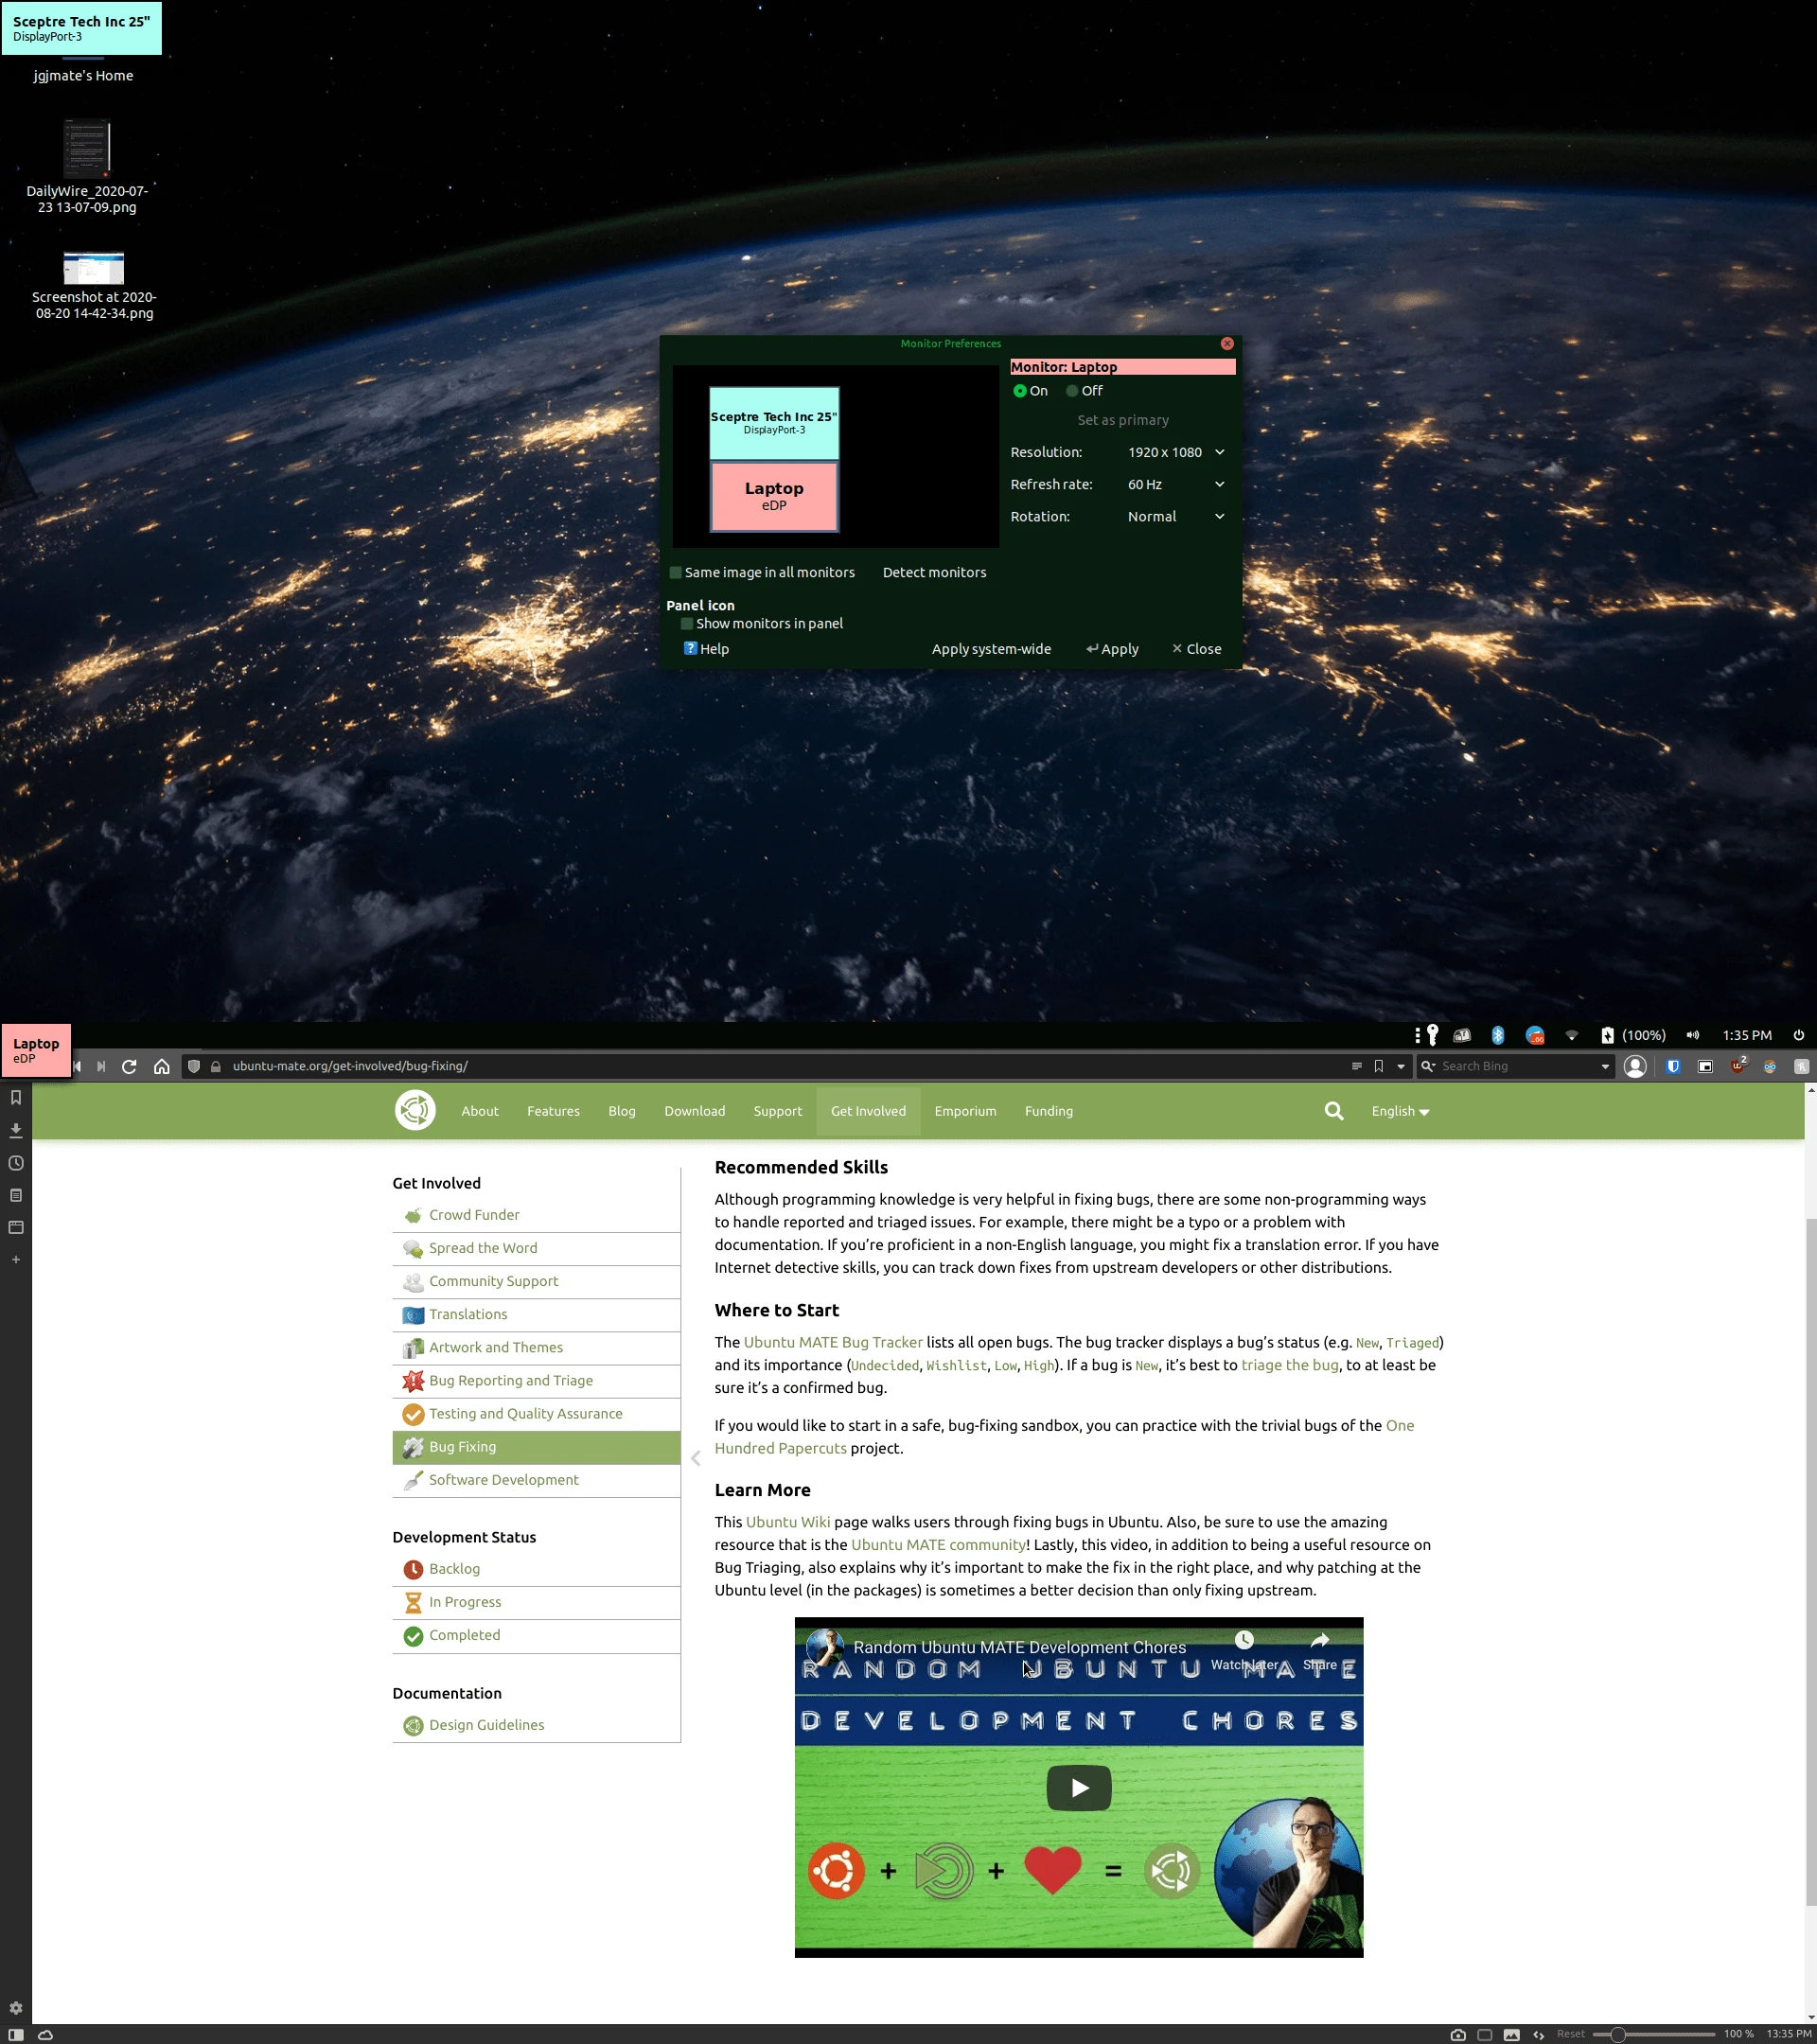 Sceptre Tech Inc 25"
DisplayPort-3
jgjmate's Home
DailyWire_2020-07-
23 13-07-09.png
Screenshot at 2020-
08-20 14-42-34.png
Monitor Preferences
Sceptre Tech Inc 25"
DisplayPort-3
Laptop
eDP
Monitor: Laptop
On Off
Set as primary
Resolution: 1920 x 1080
Refresh rate: 60 Hz
Rotation: Normal
Same image in all monitors Detect monitors
Panel icon
Show monitors in panel
Help Apply system-wide Apply Close
Laptop
eDP
(100%) 1:35 PM
ubuntu-mate.org/get-involved/bug-fixing/
Search Bing
2
About Features Blog Download Support Get Involved Emporium Funding English
Get Involved
Crowd Funder
Spread the Word
Community Support
Translations
Artwork and Themes
Bug Reporting and Triage
Testing and Quality Assurance
Bug Fixing
Software Development
Development Status
Backlog
In Progress
Completed
Documentation
Design Guidelines
Recommended Skills
Although programming knowledge is very helpful in fixing bugs, there are some non-programming ways
to handle reported and triaged issues. For example, there might be a typo or a problem with
documentation. If you're proficient in a non-English language, you might fix a translation error. If you have
Internet detective skills, you can track down fixes from upstream developers or other distributions.
Where to Start
The Ubuntu MATE Bug Tracker lists all open bugs. The bug tracker displays a bug's status (e.g. New, Triaged)
and its importance (Undecided, Wishlist, Low, High). If a bug is New, it's best to triage the bug, to at least be
sure it's a confirmed bug.
If you would like to start in a safe, bug-fixing sandbox, you can practice with the trivial bugs of the One
Hundred Papercuts project.
Learn More
This Ubuntu Wiki page walks users through fixing bugs in Ubuntu. Also, be sure to use the amazing
resource that is the Ubuntu MATE community! Lastly, this video, in addition to being a useful resource on
Bug Triaging, also explains why it's important to make the fix in the right place, and why patching at the
Ubuntu level (in the packages) is sometimes a better decision than only fixing upstream.
Random Ubuntu MATE Development Chores
Watch later Share
RANDOM UBUNTU MATE
DEVELOPMENT CHORES
+ + =
Reset 100 % 13:35 PM